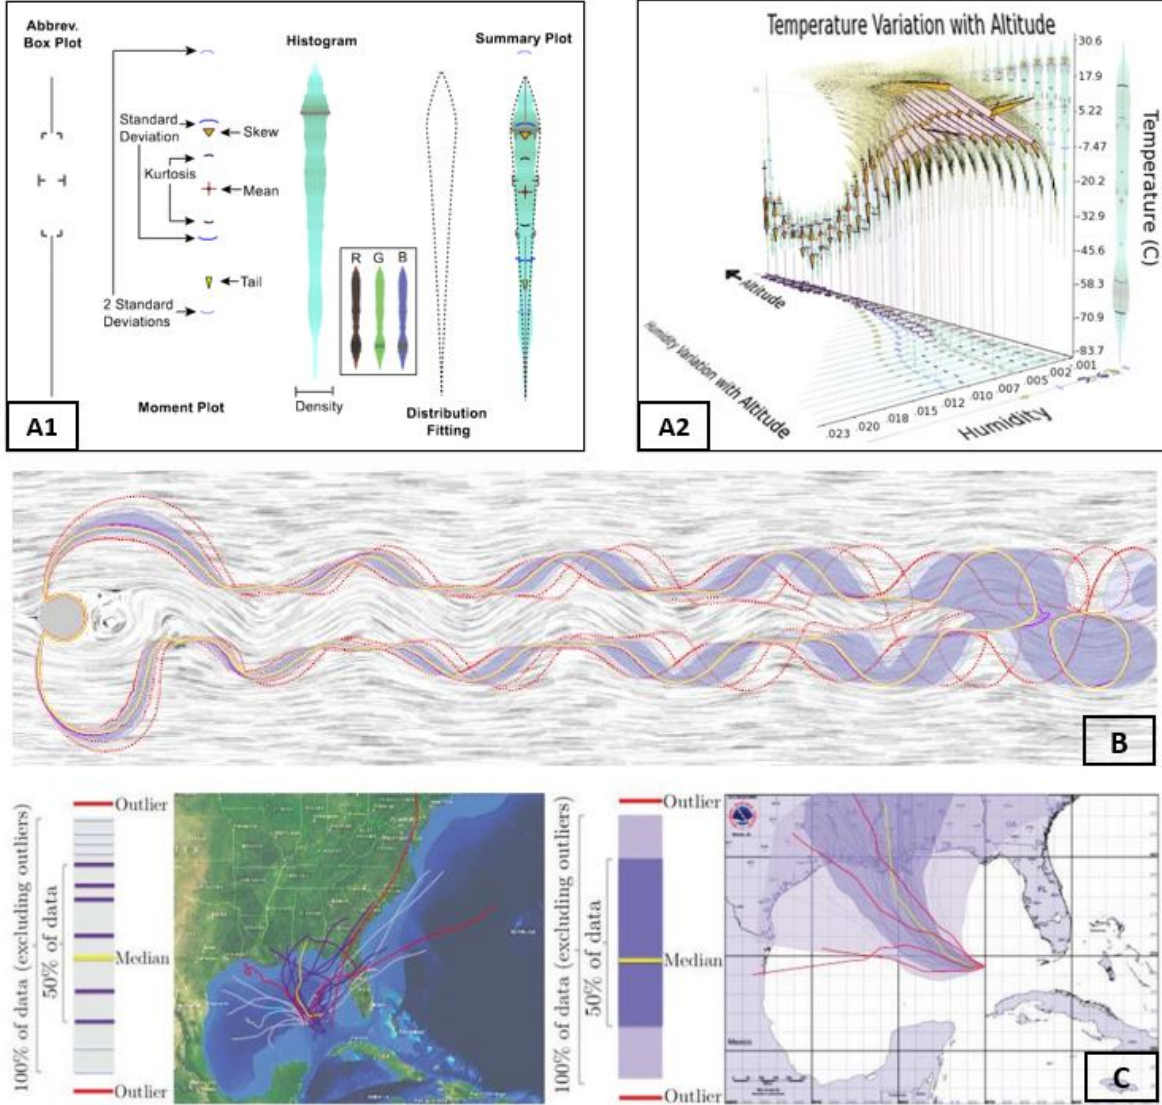 Abbrev.
Box Plot
Histogram
Summary Plot
Standard
Deviation
Skew
Kurtosis
Mean
Tail
2 Standard
Deviations
R G B
Moment Plot
Density
Distribution
Fitting
A1
Temperature Variation with Altitude
30.6
17.9
5.22
-7.47
-20.2
-32.9
-45.6
-58.3
-70.9
-83.7
Temperature (C)
Altitude
Humidity Variation with Altitude
.023 .020 .018 .015 .012 .010 .007 .005 .002 .001
Humidity
A2
B
100% of data (excluding outliers)
50% of data
Outlier
Median
Outlier
100% of data (excluding outliers)
50% of data
Outlier
Median
Outlier
GA
FL
Mexico
C